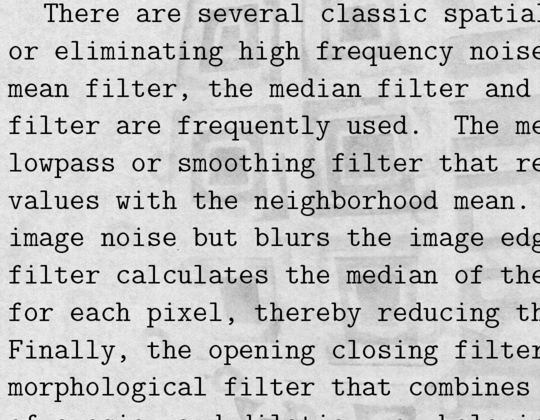 There are several classic spatial
or eliminating high frequency noise
mean filter, the median filter and
filter are frequently used. The me
lowpass or smoothing filter that re
values with the neighborhood mean.
image noise but blurs the image edg
filter calculates the median of the
for each pixel, thereby reducing th
Finally, the opening closing filter
morphological filter that combines